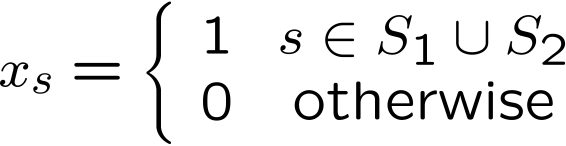 x_s = { 1 s ∈ S_1 ∪ S_2
0 otherwise